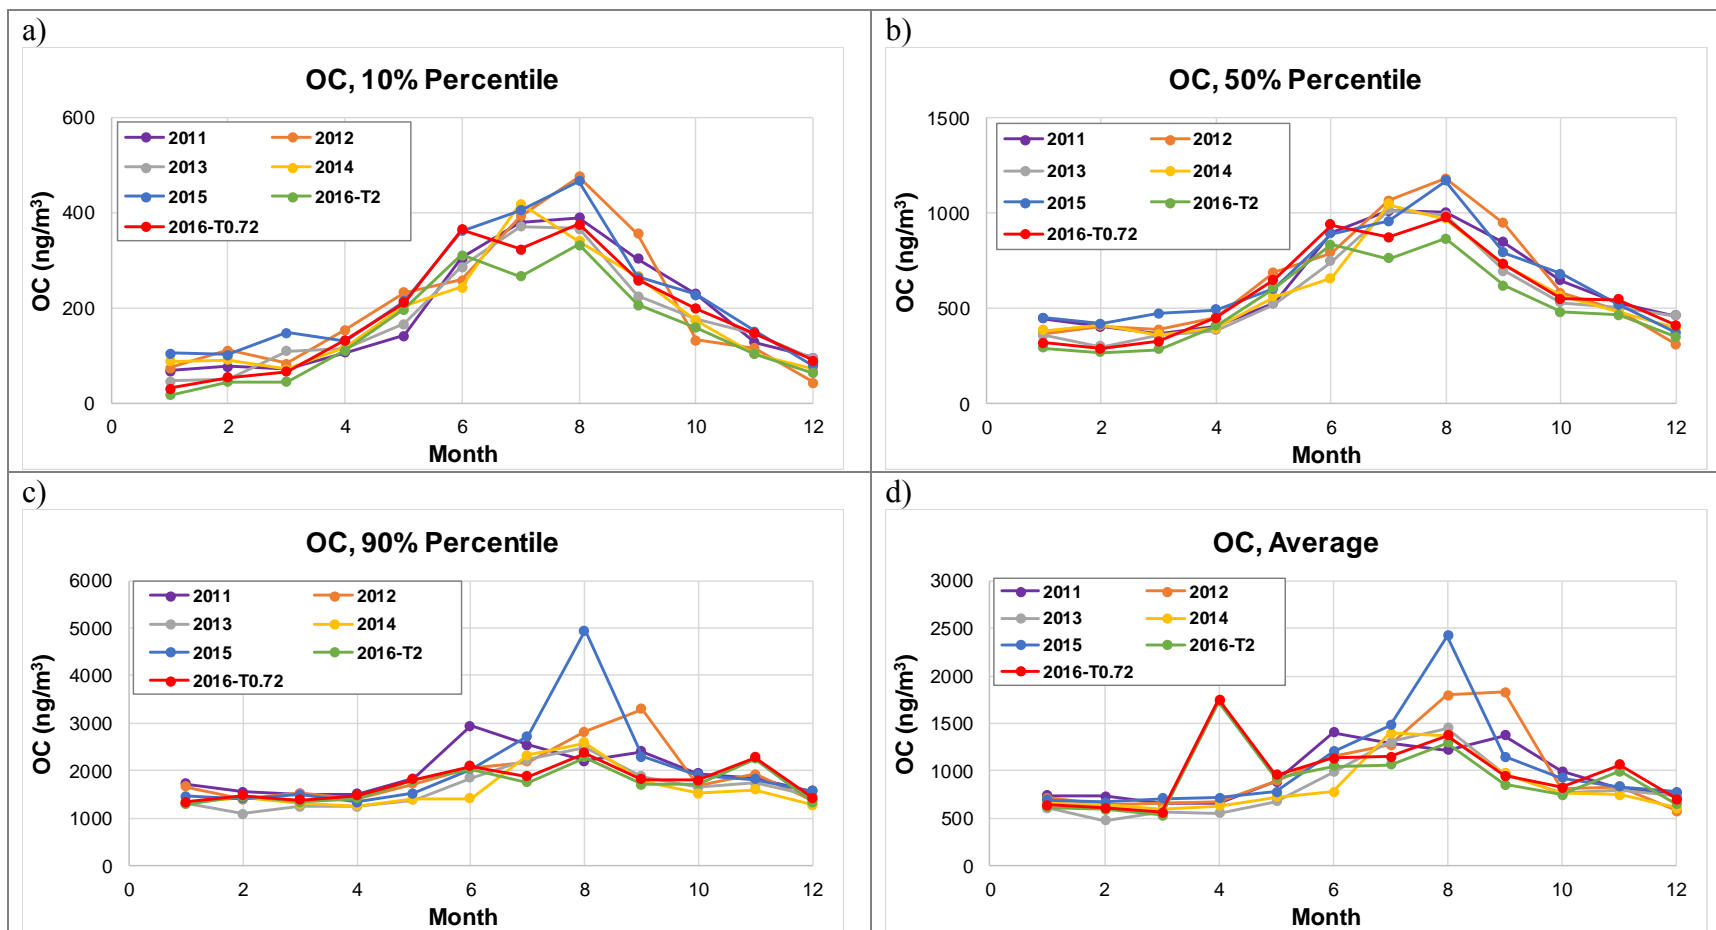 a)
OC, 10% Percentile
OC (ng/m³)
600
400
200
0
2011 2012
2013 2014
2015 2016-T2
2016-T0.72
0 2 4 6 8 10 12
Month
b)
OC, 50% Percentile
OC (ng/m³)
1500
1000
500
0
2011 2012
2013 2014
2015 2016-T2
2016-T0.72
0 2 4 6 8 10 12
Month
c)
OC, 90% Percentile
OC (ng/m³)
6000
5000
4000
3000
2000
1000
0
2011 2012
2013 2014
2015 2016-T2
2016-T0.72
0 2 4 6 8 10 12
Month
d)
OC, Average
OC (ng/m³)
3000
2500
2000
1500
1000
500
0
2011 2012
2013 2014
2015 2016-T2
2016-T0.72
0 2 4 6 8 10 12
Month